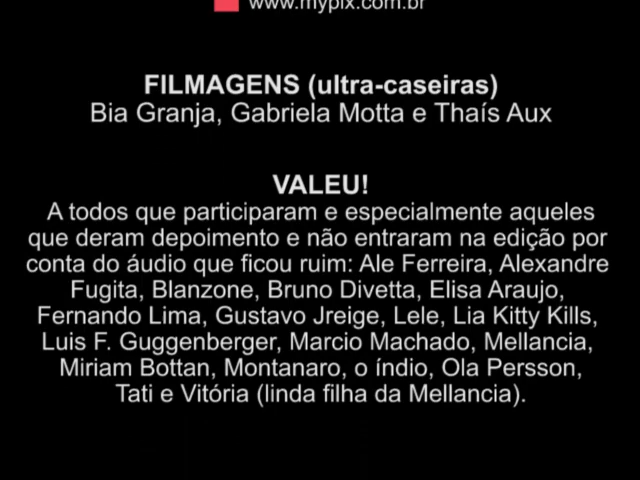 www.mypix.com.br
FILMAGENS (ultra-caseiras)
Bia Granja, Gabriela Motta e Thaís Aux
VALEU!
A todos que participaram e especialmente aqueles
que deram depoimento e não entraram na edição por
conta do áudio que ficou ruim: Ale Ferreira, Alexandre
Fugita, Blanzone, Bruno Divetta, Elisa Araujo,
Fernando Lima, Gustavo Jreige, Lele, Lia Kitty Kills,
Luis F. Guggenberger, Marcio Machado, Mellancia,
Miriam Bottan, Montanaro, o índio, Ola Persson,
Tati e Vitória (linda filha da Mellancia).